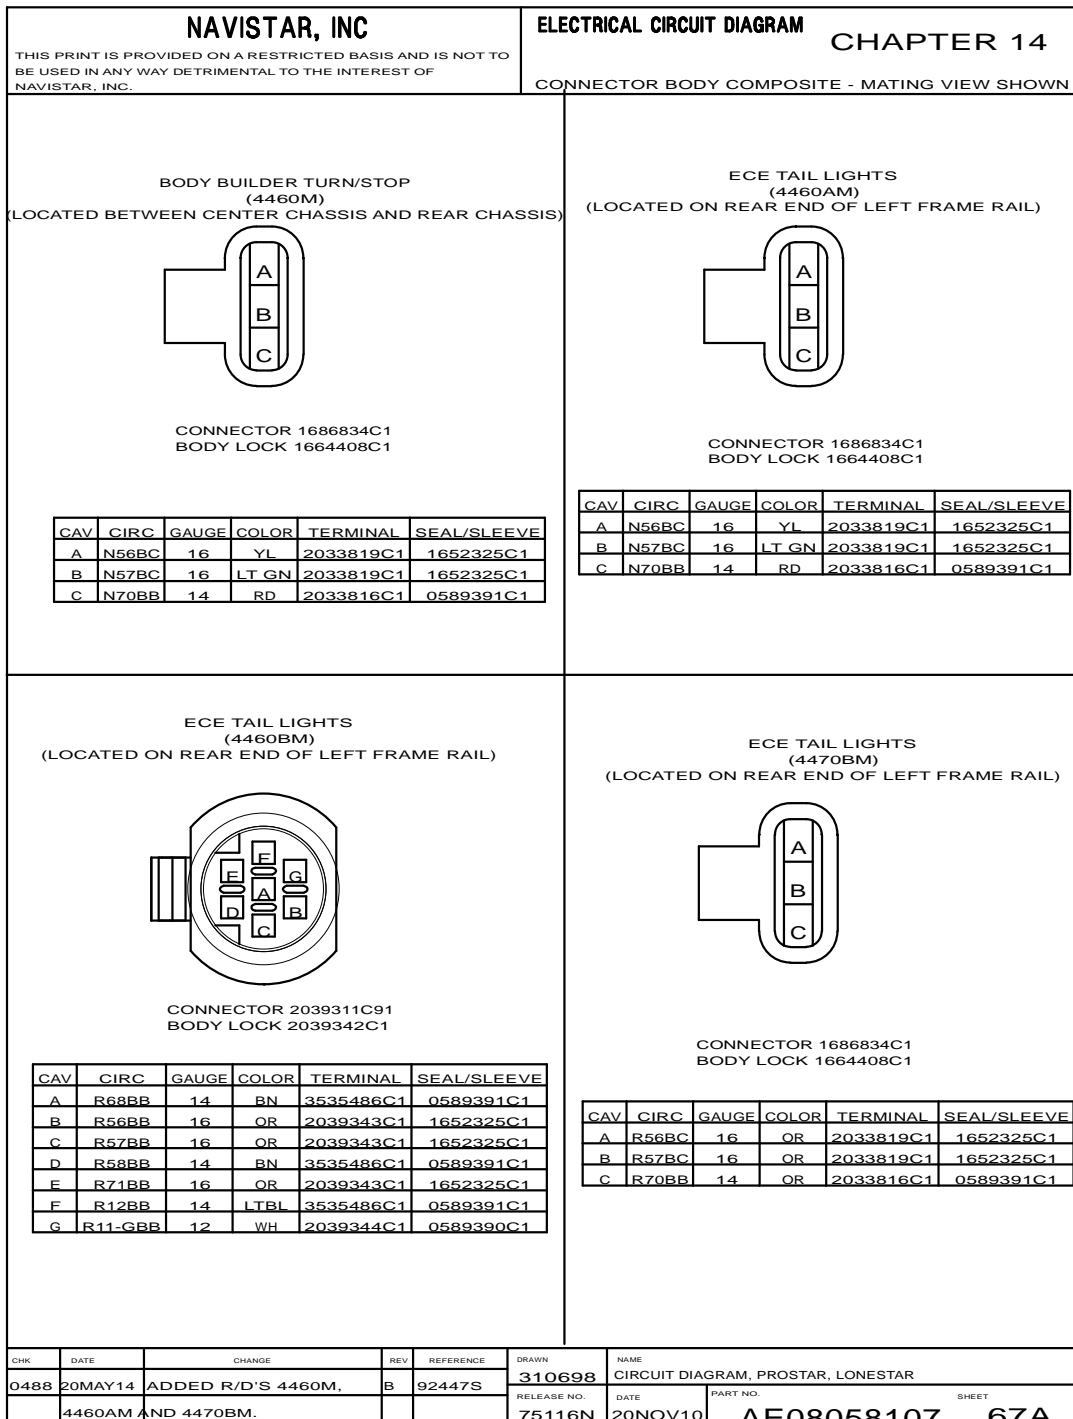 NAVISTAR, INC
THIS PRINT IS PROVIDED ON A RESTRICTED BASIS AND IS NOT TO
BE USED IN ANY WAY DETRIMENTAL TO THE INTEREST OF
NAVISTAR, INC.
ELECTRICAL CIRCUIT DIAGRAM
CHAPTER 14
CONNECTOR BODY COMPOSITE - MATING VIEW SHOWN
BODY BUILDER TURN/STOP
(4460M)
(LOCATED BETWEEN CENTER CHASSIS AND REAR CHASSIS)
A
B
C
CONNECTOR 1686834C1
BODY LOCK 1664408C1
CAV CIRC GAUGE COLOR TERMINAL SEAL/SLEEVE
A N56BC 16 YL 2033819C1 1652325C1
B N57BC 16 LT GN 2033819C1 1652325C1
C N70BB 14 RD 2033816C1 0589391C1
ECE TAIL LIGHTS
(4460AM)
(LOCATED ON REAR END OF LEFT FRAME RAIL)
A
B
C
CONNECTOR 1686834C1
BODY LOCK 1664408C1
CAV CIRC GAUGE COLOR TERMINAL SEAL/SLEEVE
A N56BC 16 YL 2033819C1 1652325C1
B N57BC 16 LT GN 2033819C1 1652325C1
C N70BB 14 RD 2033816C1 0589391C1
ECE TAIL LIGHTS
(4460BM)
(LOCATED ON REAR END OF LEFT FRAME RAIL)
F
E G
A
D B
C
CONNECTOR 2039311C91
BODY LOCK 2039342C1
CAV CIRC GAUGE COLOR TERMINAL SEAL/SLEEVE
A R68BB 14 BN 3535486C1 0589391C1
B R56BB 16 OR 2039343C1 1652325C1
C R57BB 16 OR 2039343C1 1652325C1
D R58BB 14 BN 3535486C1 0589391C1
E R71BB 16 OR 2039343C1 1652325C1
F R12BB 14 LTBL 3535486C1 0589391C1
G R11-GBB 12 WH 2039344C1 0589390C1
ECE TAIL LIGHTS
(4470BM)
(LOCATED ON REAR END OF LEFT FRAME RAIL)
A
B
C
CONNECTOR 1686834C1
BODY LOCK 1664408C1
CAV CIRC GAUGE COLOR TERMINAL SEAL/SLEEVE
A R56BC 16 OR 2033819C1 1652325C1
B R57BC 16 OR 2033819C1 1652325C1
C R70BB 14 OR 2033816C1 0589391C1
CHK DATE CHANGE REV REFERENCE
0488 20MAY14 ADDED R/D'S 4460M, B 92447S
4460AM AND 4470BM.
DRAWN NAME
310698 CIRCUIT DIAGRAM, PROSTAR, LONESTAR
RELEASE NO. DATE PART NO. SHEET
75116N 20NOV10 AE08058107 67A